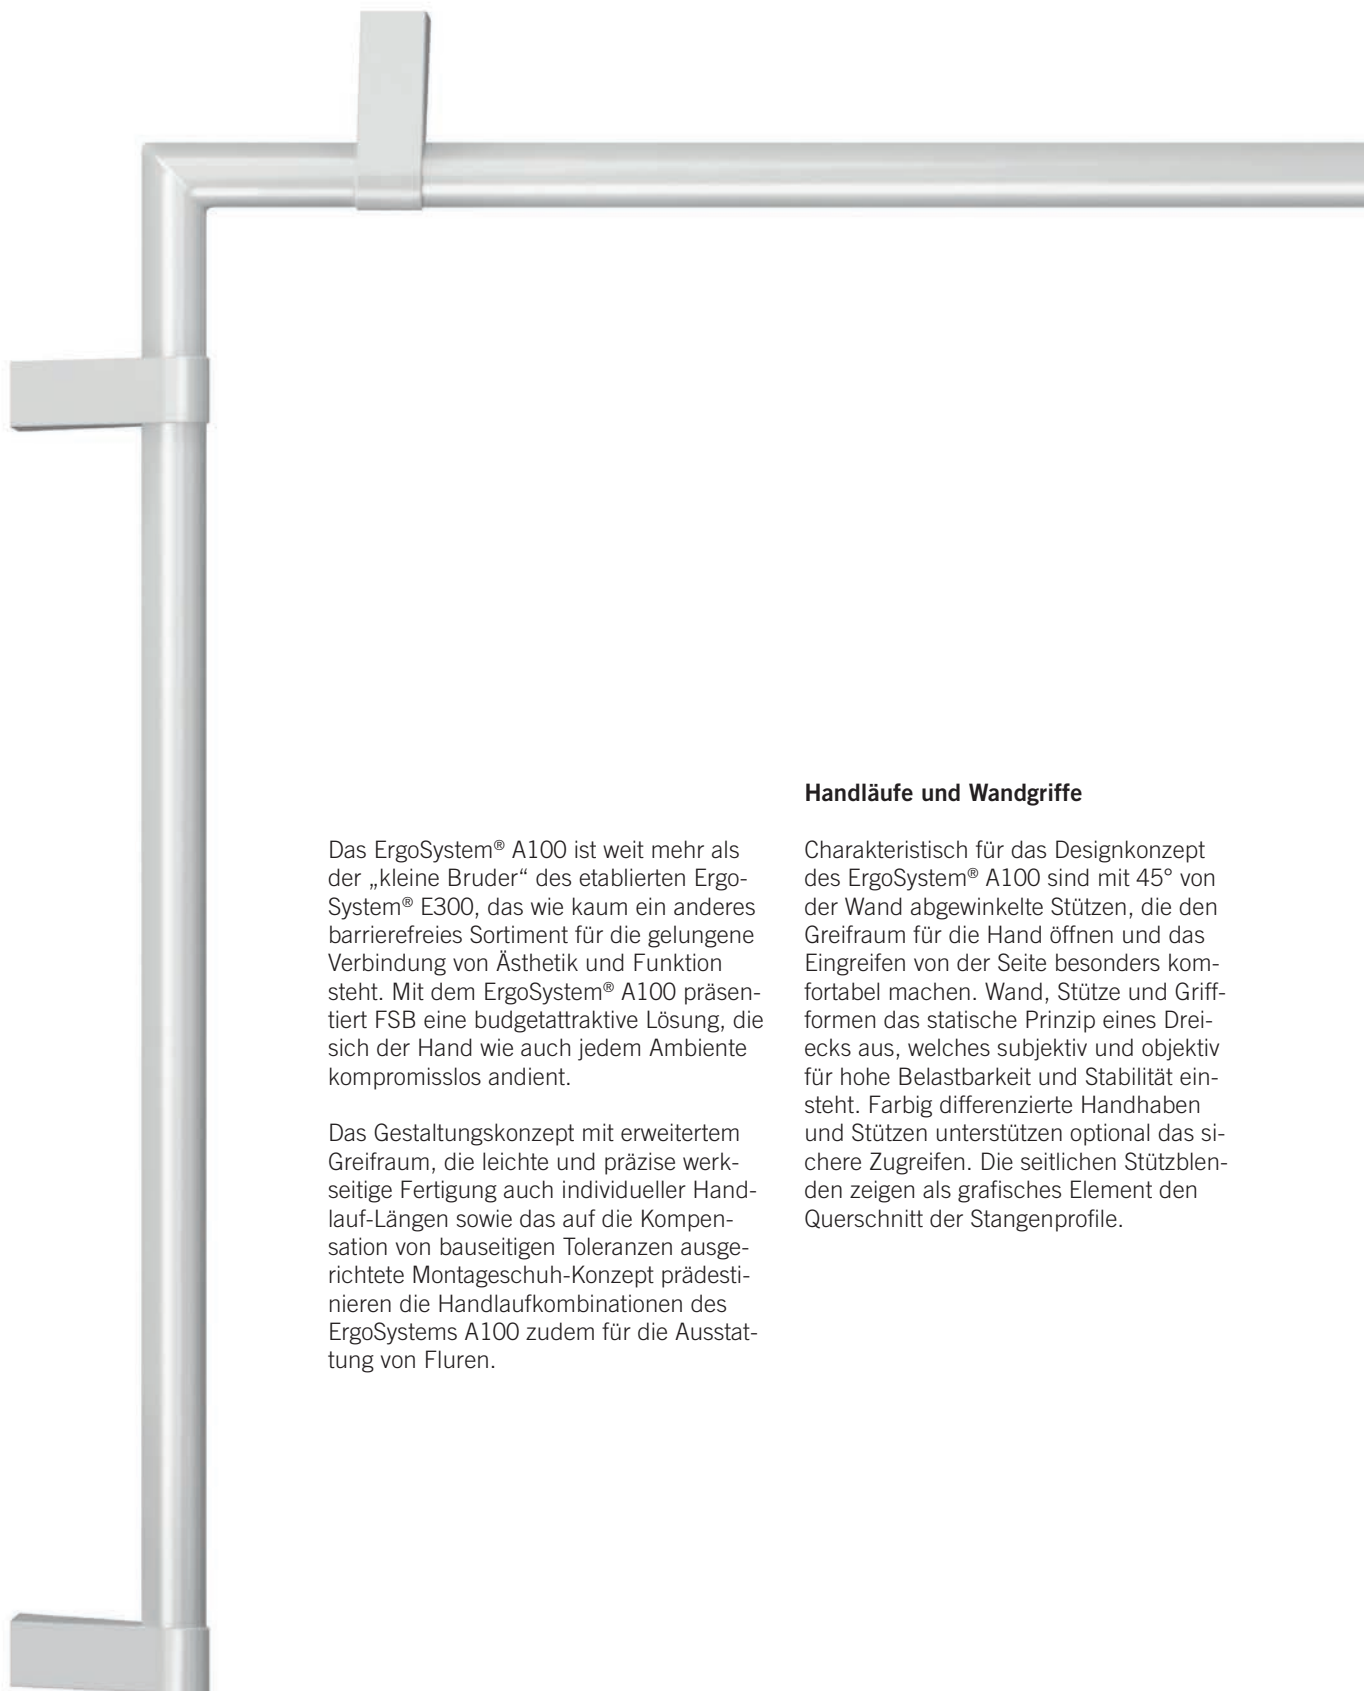 Das ErgoSystem® A100 ist weit mehr als
der „kleine Bruder“ des etablierten Ergo-
System® E300, das wie kaum ein anderes
barrierefreies Sortiment für die gelungene
Verbindung von Ästhetik und Funktion
steht. Mit dem ErgoSystem® A100 präsen-
tiert FSB eine budgetattraktive Lösung, die
sich der Hand wie auch jedem Ambiente
kompromisslos andient.
Das Gestaltungskonzept mit erweitertem
Greifraum, die leichte und präzise werk-
seitige Fertigung auch individueller Hand-
lauf-Längen sowie das auf die Kompen-
sation von bauseitigen Toleranzen ausge-
richtete Montageschuh-Konzept prädesti-
nieren die Handlaufkombinationen des
ErgoSystems A100 zudem für die Ausstat-
tung von Fluren.
Handläufe und Wandgriffe
Charakteristisch für das Designkonzept
des ErgoSystem® A100 sind mit 45° von
der Wand abgewinkelte Stützen, die den
Greifraum für die Hand öffnen und das
Eingreifen von der Seite besonders kom-
fortabel machen. Wand, Stütze und Griff-
formen das statische Prinzip eines Drei-
ecks aus, welches subjektiv und objektiv
für hohe Belastbarkeit und Stabilität ein-
steht. Farbig differenzierte Handhaben
und Stützen unterstützen optional das si-
chere Zugreifen. Die seitlichen Stützblen-
den zeigen als grafisches Element den
Querschnitt der Stangenprofile.